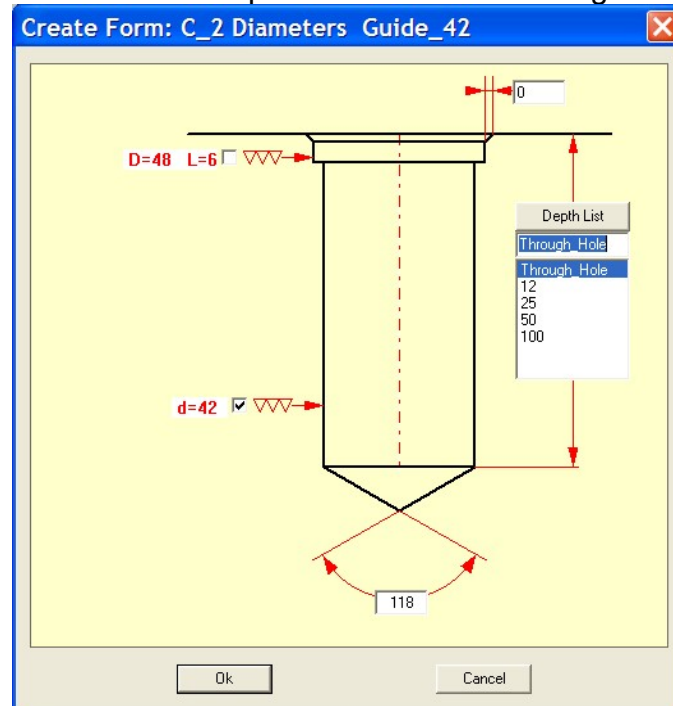 Create Form: C_2 Diameters Guide_42
0
D=48 L=6
Depth List
Through_Hole
Through_Hole
12
25
50
100
d=42
118
Ok
Cancel